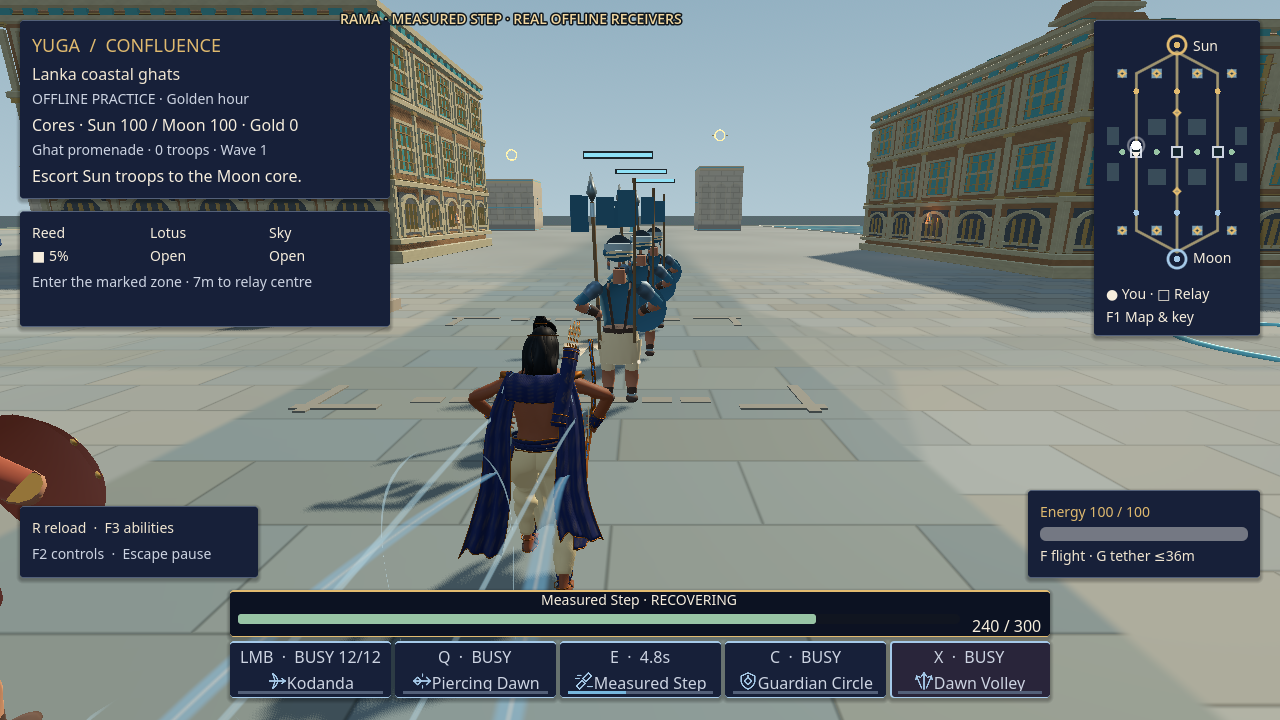 RAMA · MEASURED STEP · REAL OFFLINE RECEIVERS
YUGA / CONFLUENCE
Lanka coastal ghats
OFFLINE PRACTICE · Golden hour
Cores · Sun 100 / Moon 100 · Gold 0
Ghat promenade · 0 troops · Wave 1
Escort Sun troops to the Moon core.
Reed Lotus Sky
■ 5% Open Open
Enter the marked zone · 7m to relay centre
Sun
Moon
● You · □ Relay
F1 Map & key
R reload · F3 abilities
F2 controls · Escape pause
Energy 100 / 100
F flight · G tether ≤36m
Measured Step · RECOVERING
240 / 300
LMB · BUSY 12/12
Kodanda
Q · BUSY
Piercing Dawn
E · 4.8s
Measured Step
C · BUSY
Guardian Circle
X · BUSY
Dawn Volley